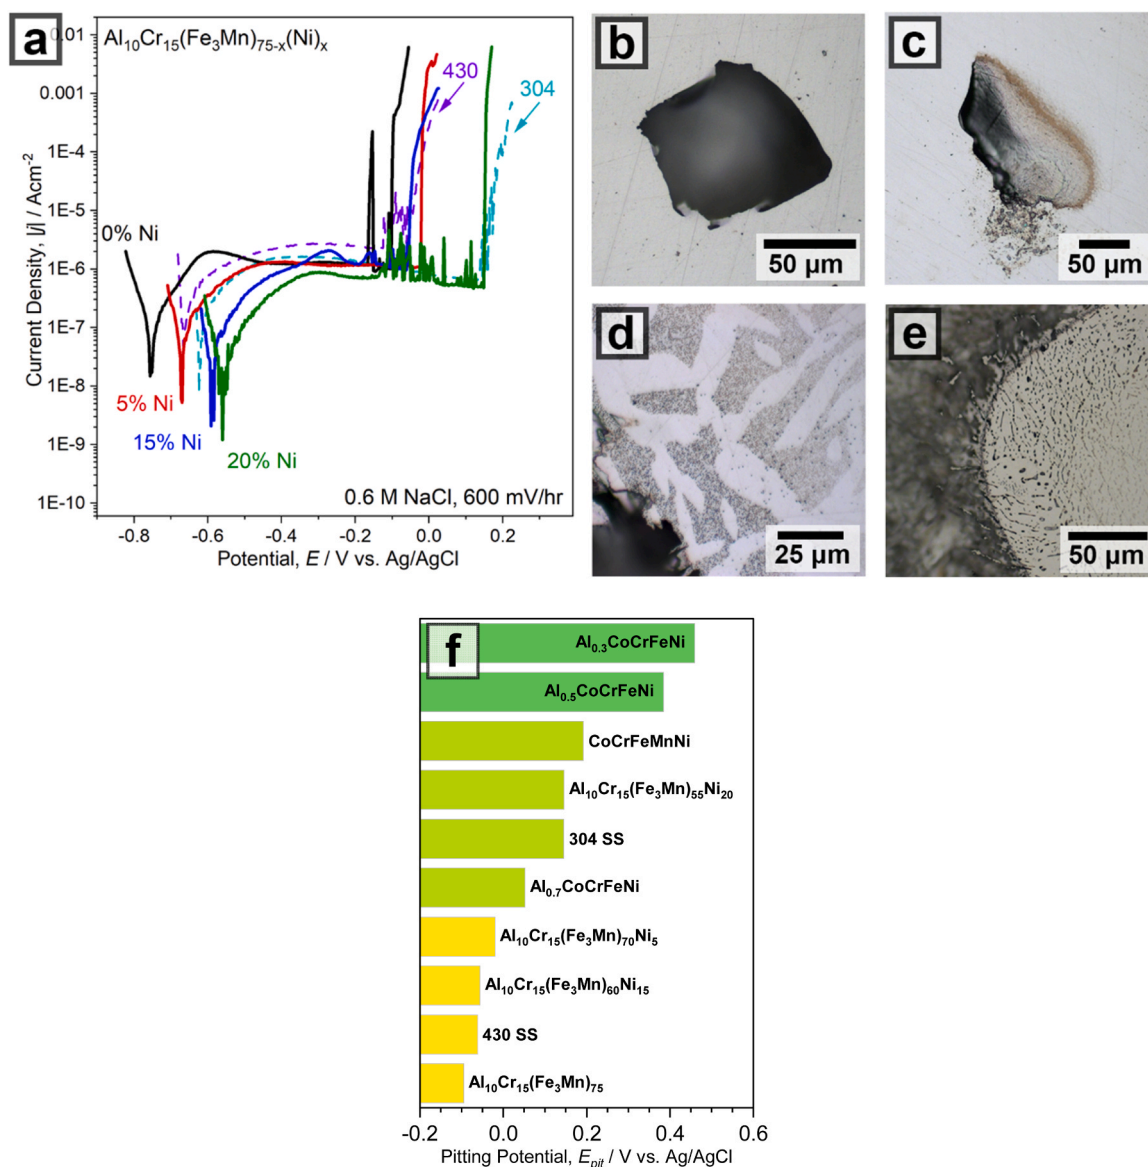 a
Al₁₀Cr₁₅(Fe₃Mn)₇₅₋ₓ(Ni)ₓ
430
304
0% Ni
5% Ni
15% Ni
20% Ni
0.6 M NaCl, 600 mV/hr
Current Density, |j| / Acm⁻²
0.01
0.001
1E-4
1E-5
1E-6
1E-7
1E-8
1E-9
1E-10
-0.8
-0.6
-0.4
-0.2
0.0
0.2
Potential, E / V vs. Ag/AgCl
b
50 μm
c
50 μm
d
25 μm
e
50 μm
f
Al₀.₃CoCrFeNi
Al₀.₅CoCrFeNi
CoCrFeMnNi
Al₁₀Cr₁₅(Fe₃Mn)₅₅Ni₂₀
304 SS
Al₀.₇CoCrFeNi
Al₁₀Cr₁₅(Fe₃Mn)₇₀Ni₅
Al₁₀Cr₁₅(Fe₃Mn)₆₀Ni₁₅
430 SS
Al₁₀Cr₁₅(Fe₃Mn)₇₅
-0.2
0.0
0.2
0.4
0.6
Pitting Potential, Eₚᵢₜ / V vs. Ag/AgCl